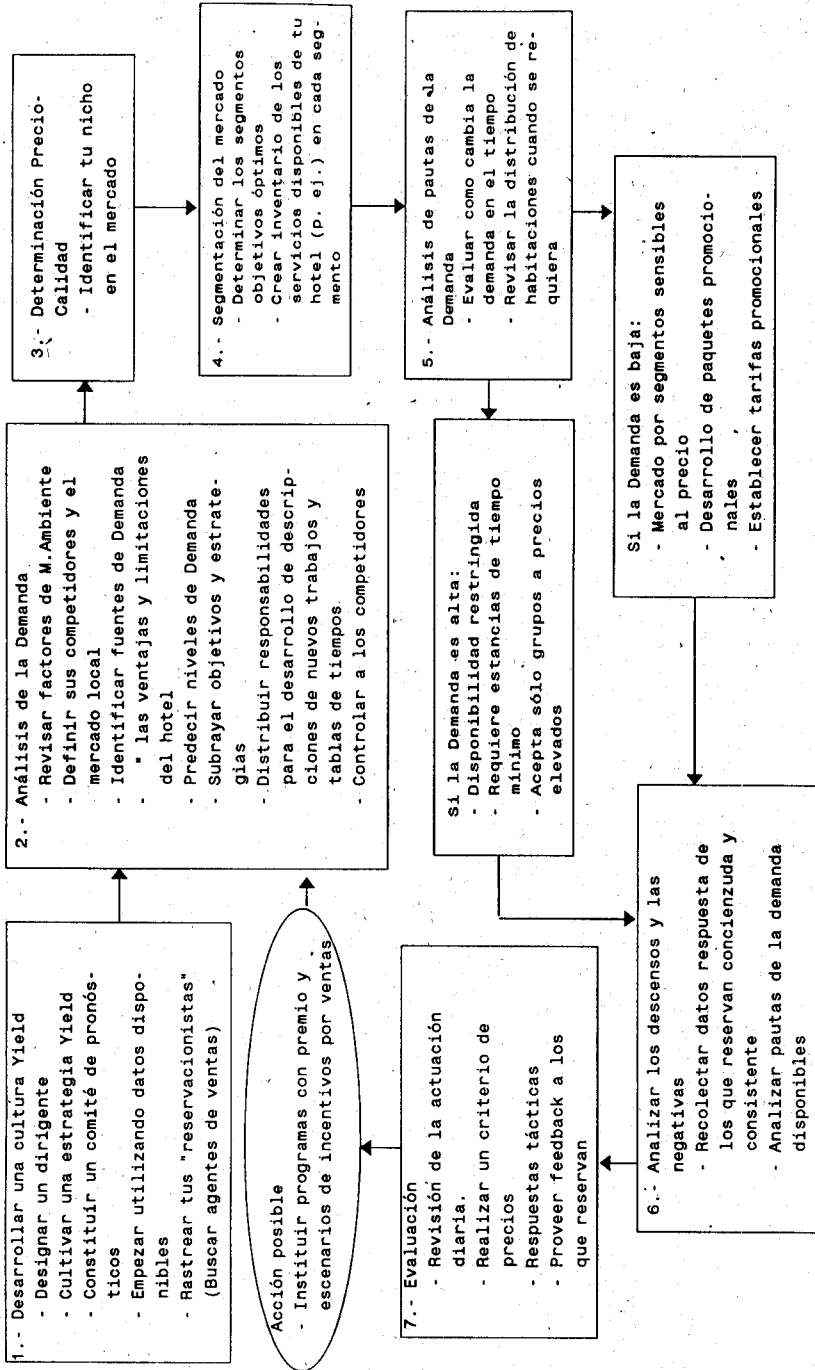 1.- Desarrollar una cultura Yield
- Designar un dirigente
- Cultivar una estrategia Yield
- Constituir un comité de pronós-
ticos
- Empezar utilizando datos dispo-
nibles
- Rastrear tus "reservacionistas"
(Buscar agentes de ventas)
2.- Análisis de la Demanda
- Revisar factores de M.Ambiente
- Definir sus competidores y el
mercado local
- Identificar fuentes de Demanda
- " las ventajas y limitaciones
del hotel
- Predecir niveles de Demanda
- Subrayar objetivos y estrate-
gias
- Distribuir responsabilidades
para el desarrollo de descrip-
ciones de nuevos trabajos y
tablas de tiempos
- Controlar a los competidores
3.- Determinación Precio-
Calidad
- Identificar tu nicho
en el mercado
4.- Segmentación del mercado
- Determinar los segmentos
objetivos óptimos
- Crear inventario de los
servicios disponibles de tu
hotel (p. ej.) en cada seg-
mento
5.- Análisis de pautas de la
Demanda
- Evaluar como cambia la
demanda en el tiempo
- Revisar la distribución de
habitaciones cuando se re-
quiera
Si la Demanda es alta:
- Disponibilidad restringida
- Requiere estancias de tiempo
mínimo
- Acepta sólo grupos a precios
elevados
Si la Demanda es baja:
- Mercado por segmentos sensibles
al precio
- Desarrollo de paquetes promocio-
nales
- Establecer tarifas promocionales
6.- Analizar los descensos y las
negativas
- Recolectar datos respuesta de
los que reservan concienzuda y
consistente
- Analizar pautas de la demanda
disponibles
7.- Evaluación
- Revisión de la actuación
diaria.
- Realizar un criterio de
precios
- Respuestas tácticas
- Proveer feedback a los
que reservan
Acción posible
- Instituir programas con premio y
escenarios de incentivos por ventas